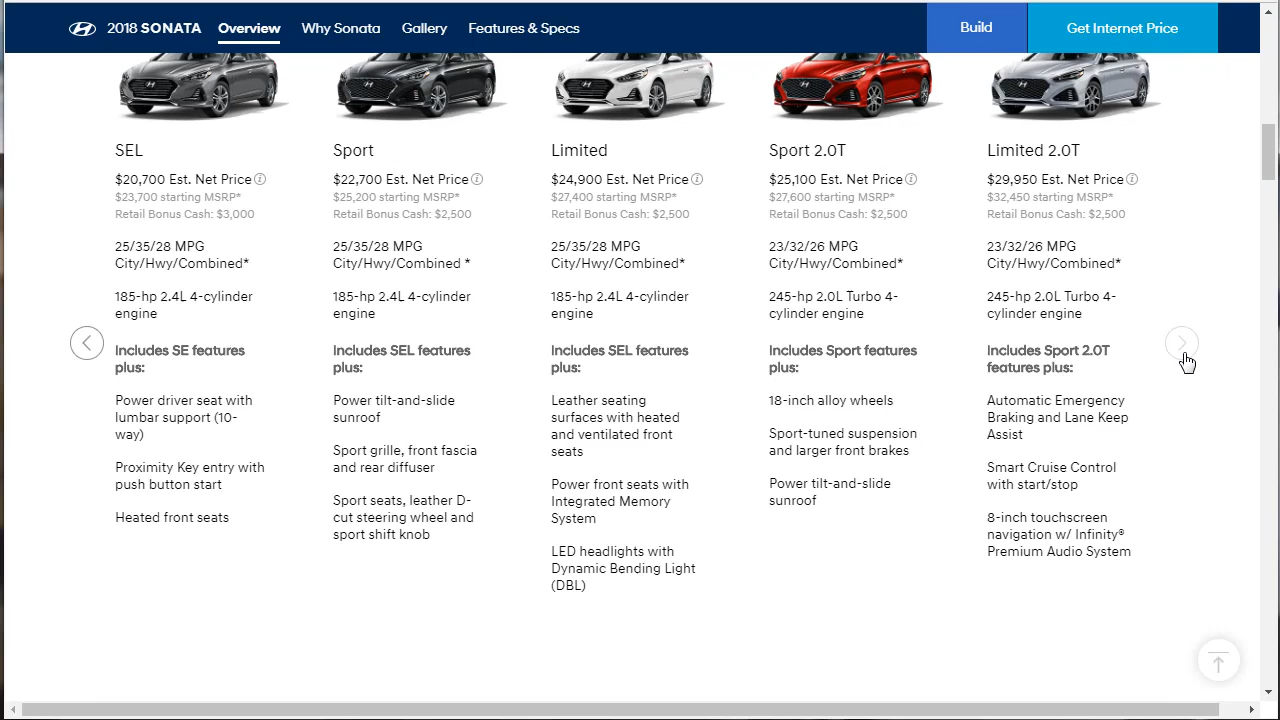 2018 SONATA Overview Why Sonata Gallery Features & Specs Build Get Internet Price
SEL
$20,700 Est. Net Price
$23,700 starting MSRP*
Retail Bonus Cash: $3,000
25/35/28 MPG
City/Hwy/Combined*
185-hp 2.4L 4-cylinder
engine
Includes SE features
plus:
Power driver seat with
lumbar support (10-
way)
Proximity Key entry with
push button start
Heated front seats
Sport
$22,700 Est. Net Price
$25,200 starting MSRP*
Retail Bonus Cash: $2,500
25/35/28 MPG
City/Hwy/Combined *
185-hp 2.4L 4-cylinder
engine
Includes SEL features
plus:
Power tilt-and-slide
sunroof
Sport grille, front fascia
and rear diffuser
Sport seats, leather D-
cut steering wheel and
sport shift knob
Limited
$24,900 Est. Net Price
$27,400 starting MSRP*
Retail Bonus Cash: $2,500
25/35/28 MPG
City/Hwy/Combined*
185-hp 2.4L 4-cylinder
engine
Includes SEL features
plus:
Leather seating
surfaces with heated
and ventilated front
seats
Power front seats with
Integrated Memory
System
LED headlights with
Dynamic Bending Light
(DBL)
Sport 2.0T
$25,100 Est. Net Price
$27,600 starting MSRP*
Retail Bonus Cash: $2,500
23/32/26 MPG
City/Hwy/Combined*
245-hp 2.0L Turbo 4-
cylinder engine
Includes Sport features
plus:
18-inch alloy wheels
Sport-tuned suspension
and larger front brakes
Power tilt-and-slide
sunroof
Limited 2.0T
$29,950 Est. Net Price
$32,450 starting MSRP*
Retail Bonus Cash: $2,500
23/32/26 MPG
City/Hwy/Combined*
245-hp 2.0L Turbo 4-
cylinder engine
Includes Sport 2.0T
features plus:
Automatic Emergency
Braking and Lane Keep
Assist
Smart Cruise Control
with start/stop
8-inch touchscreen
navigation w/ Infinity®
Premium Audio System